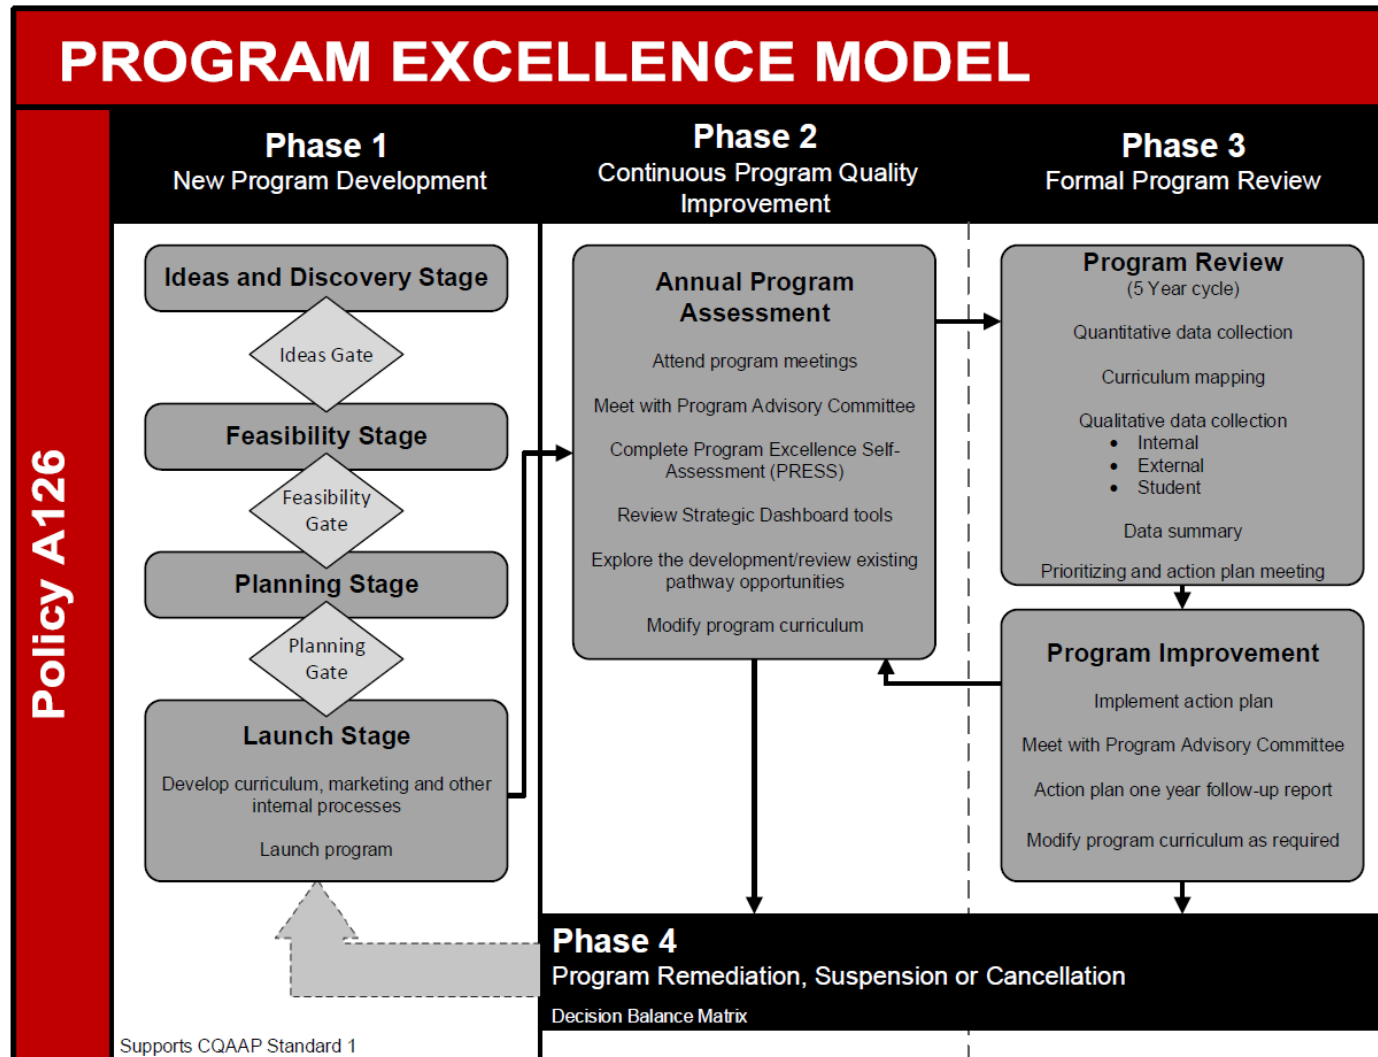 PROGRAM EXCELLENCE MODEL
Policy A126
Phase 1
New Program Development
Phase 2
Continuous Program Quality
Improvement
Phase 3
Formal Program Review
Ideas and Discovery Stage
Ideas Gate
Feasibility Stage
Feasibility
Gate
Planning Stage
Planning
Gate
Launch Stage
Develop curriculum, marketing and other
internal processes
Launch program
Annual Program
Assessment
Attend program meetings
Meet with Program Advisory Committee
Complete Program Excellence Self-
Assessment (PRESS)
Review Strategic Dashboard tools
Explore the development/review existing
pathway opportunities
Modify program curriculum
Program Review
(5 Year cycle)
Quantitative data collection
Curriculum mapping
Qualitative data collection
• Internal
• External
• Student
Data summary
Prioritizing and action plan meeting
Program Improvement
Implement action plan
Meet with Program Advisory Committee
Action plan one year follow-up report
Modify program curriculum as required
Phase 4
Program Remediation, Suspension or Cancellation
Decision Balance Matrix
Supports CQAAP Standard 1